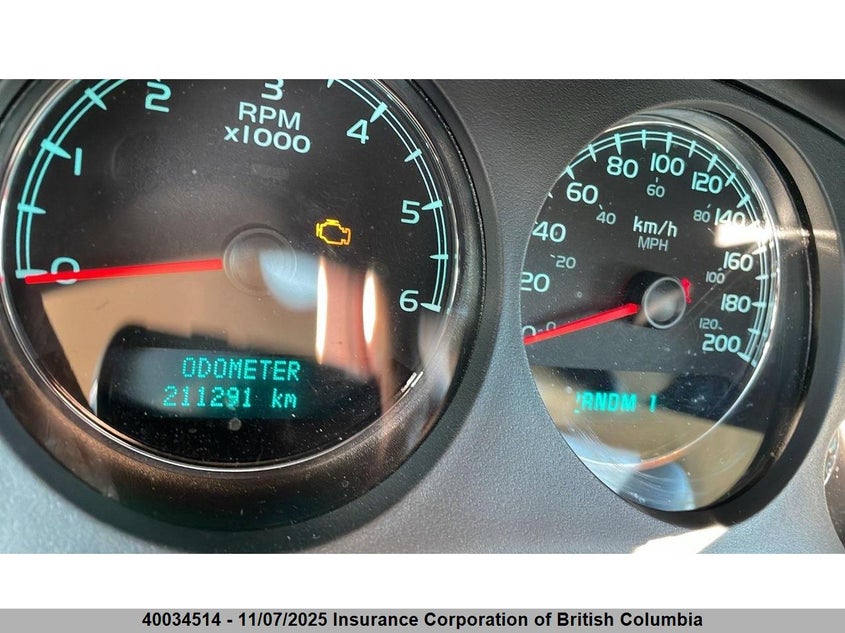 0 1 2 3 4 5 6
RPM
x1000
ODOMETER
211291 km
0 20 40 60 80 100 120 140 160 180 200
0 20 40 60 80 100 120
km/h
MPH
RNDM 1
40034514 - 11/07/2025 Insurance Corporation of British Columbia